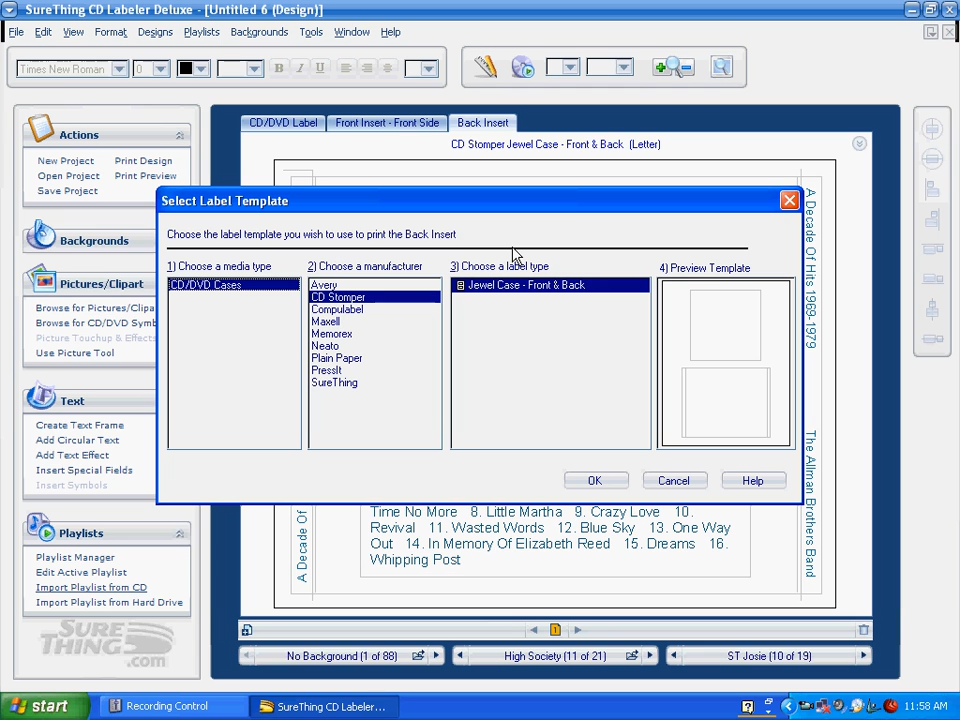 SureThing CD Labeler Deluxe - [Untitled 6 (Design)]
File Edit View Format Designs Playlists Backgrounds Tools Window Help
Times New Roman 0 B I U
Actions
New Project Print Design
Open Project Print Preview
Save Project
Backgrounds
Pictures/Clipart
Browse for Pictures/Clipa
Browse for CD/DVD Symb
Picture Touchup & Effects
Use Picture Tool
Text
Create Text Frame
Add Circular Text
Add Text Effect
Insert Special Fields
Insert Symbols
Playlists
Playlist Manager
Edit Active Playlist
Import Playlist from CD
Import Playlist from Hard Drive
SURE
THING
.com
CD/DVD Label Front Insert - Front Side Back Insert
CD Stomper Jewel Case - Front & Back (Letter)
Select Label Template
Choose the label template you wish to use to print the Back Insert
1) Choose a media type
CD/DVD Cases
2) Choose a manufacturer
Avery
CD Stomper
Compulabel
Maxell
Memorex
Neato
Plain Paper
PressIt
SureThing
3) Choose a label type
Jewel Case - Front & Back
4) Preview Template
OK Cancel Help
A Decade Of Hits 1969-1979
The Allman Brothers Band
A Decade Of
Time No More 8. Little Martha 9. Crazy Love 10.
Revival 11. Wasted Words 12. Blue Sky 13. One Way
Out 14. In Memory Of Elizabeth Reed 15. Dreams 16.
Whipping Post
1
No Background (1 of 88) High Society (11 of 21) ST Josie (10 of 19)
start Recording Control SureThing CD Labeler... 11:58 AM